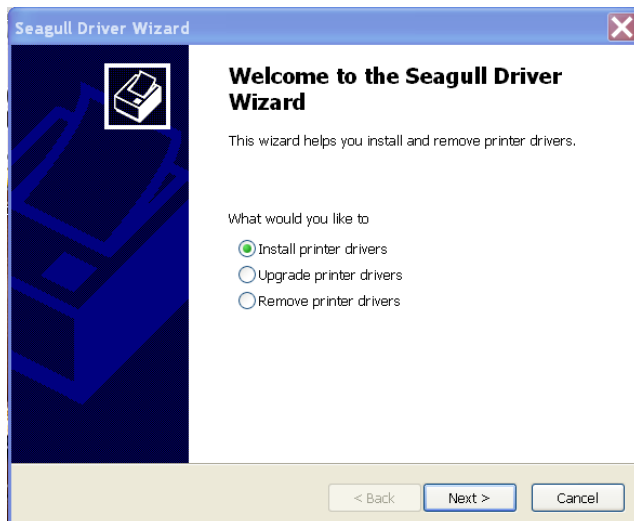 Seagull Driver Wizard
Welcome to the Seagull Driver
Wizard
This wizard helps you install and remove printer drivers.
What would you like to
Install printer drivers
Upgrade printer drivers
Remove printer drivers
< Back
Next >
Cancel